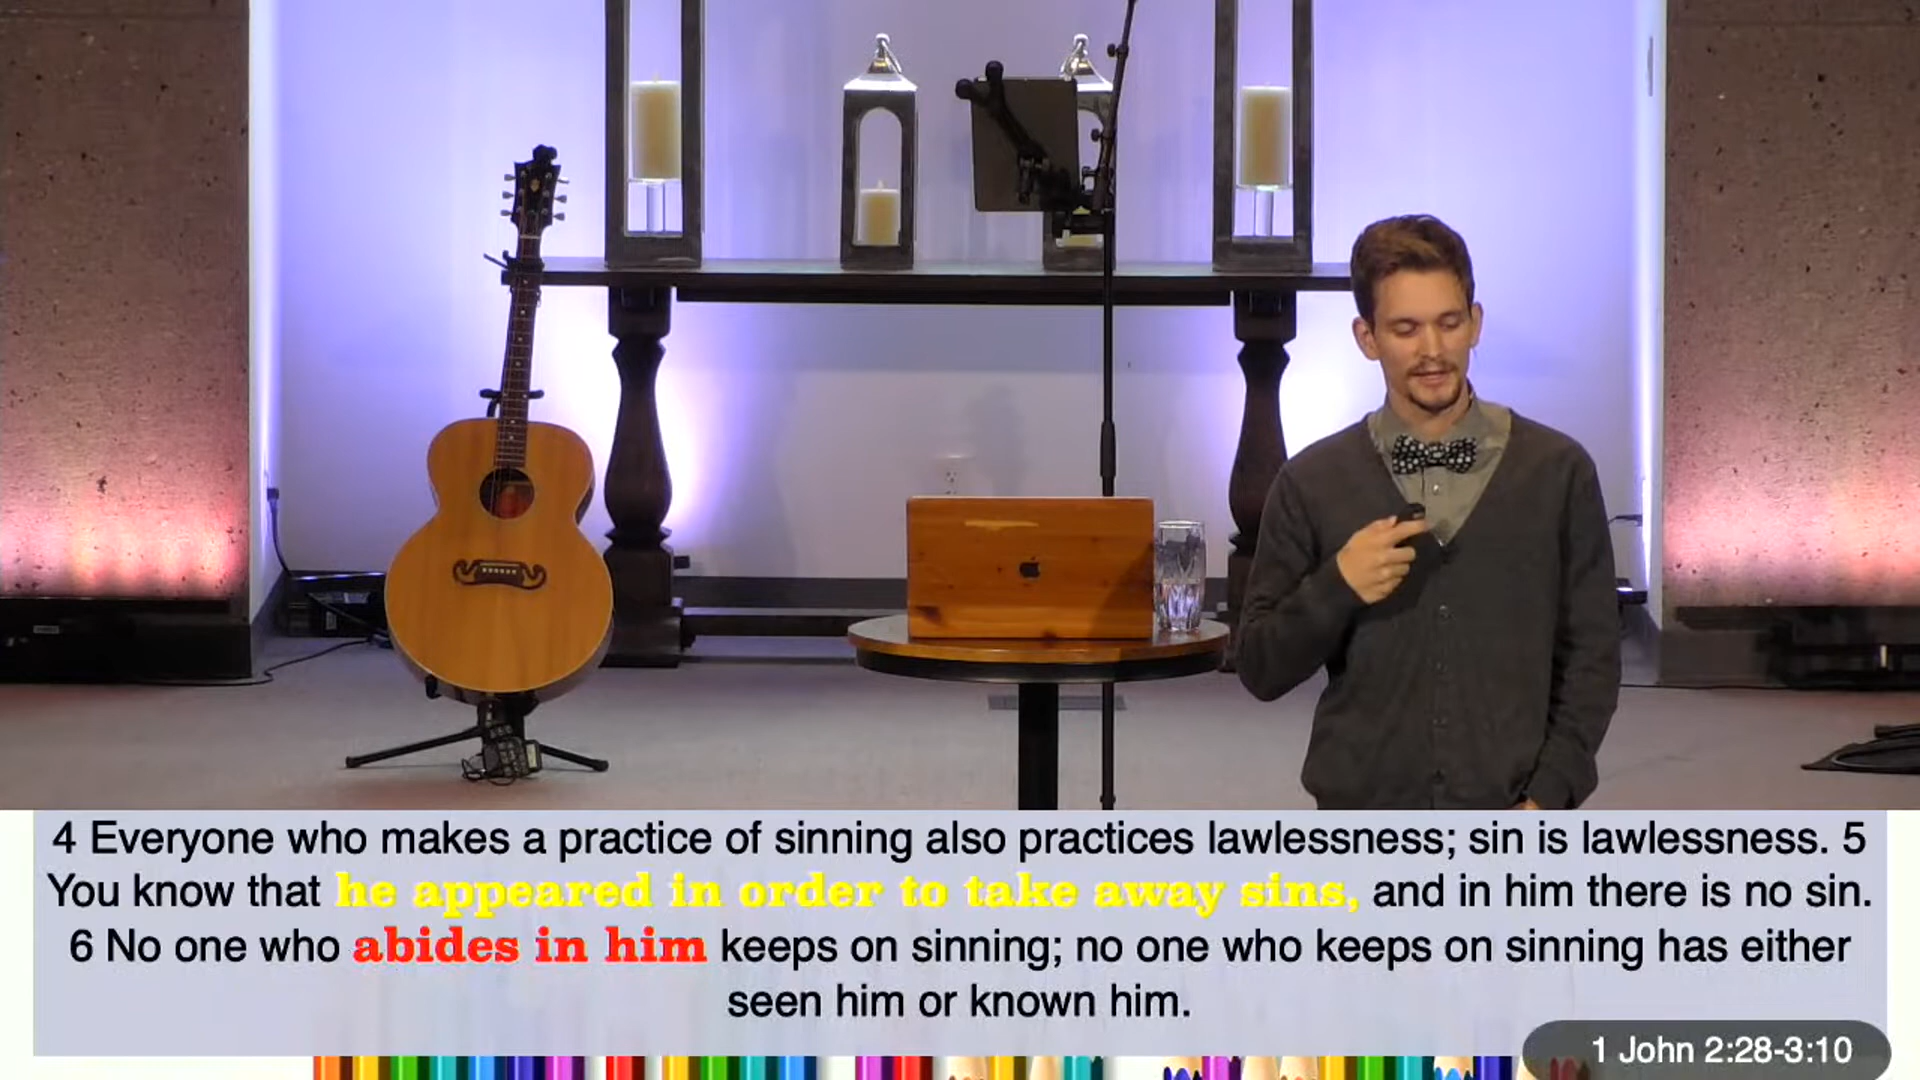 4 Everyone who makes a practice of sinning also practices lawlessness; sin is lawlessness. 5
You know that he appeared in order to take away sins, and in him there is no sin.
6 No one who abides in him keeps on sinning; no one who keeps on sinning has either
seen him or known him.
1 John 2:28-3:10